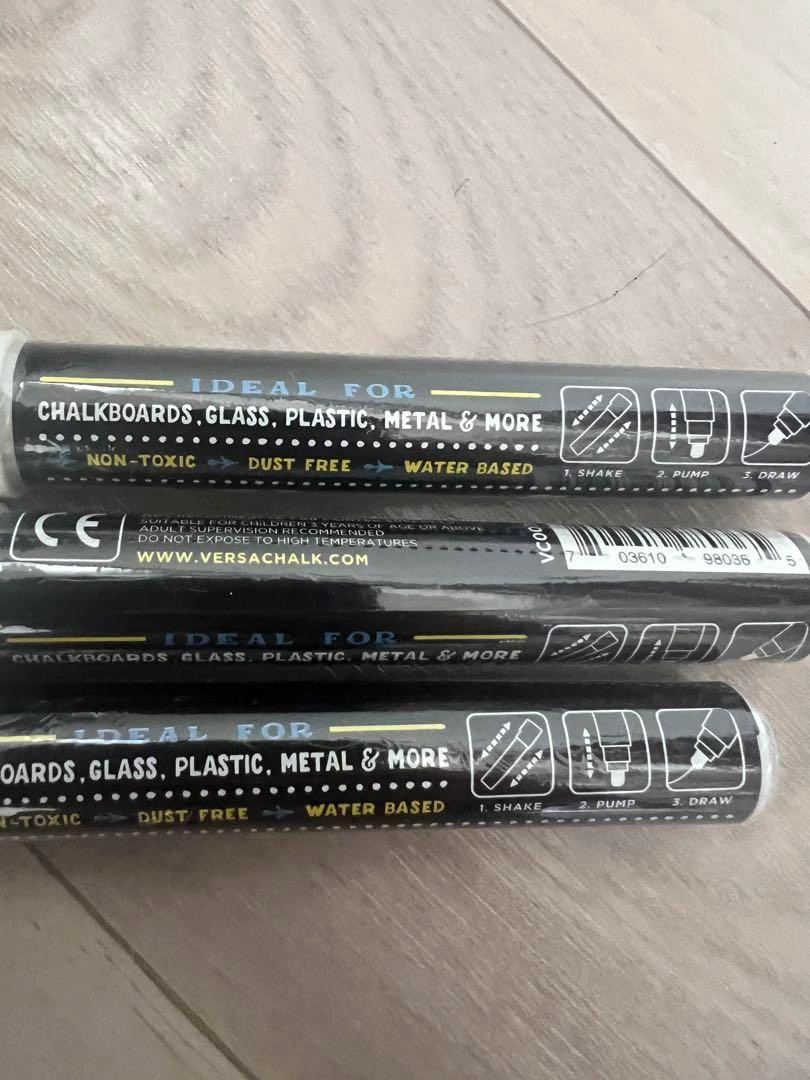 IDEAL FOR
CHALKBOARDS, GLASS, PLASTIC, METAL & MORE
NON-TOXIC DUST FREE WATER BASED
1. SHAKE 2. PUMP 3. DRAW
CE
SUITABLE FOR CHILDREN 3 YEARS OF AGE OR ABOVE
ADULT SUPERVISION RECOMMENDED
DO NOT EXPOSE TO HIGH TEMPERATURES
WWW.VERSACHALK.COM
VC00
7 03610 98036 5
IDEAL FOR
CHALKBOARDS, GLASS, PLASTIC, METAL & MORE
IDEAL FOR
OARDS, GLASS, PLASTIC, METAL & MORE
N-TOXIC DUST FREE WATER BASED
1. SHAKE 2. PUMP 3. DRAW